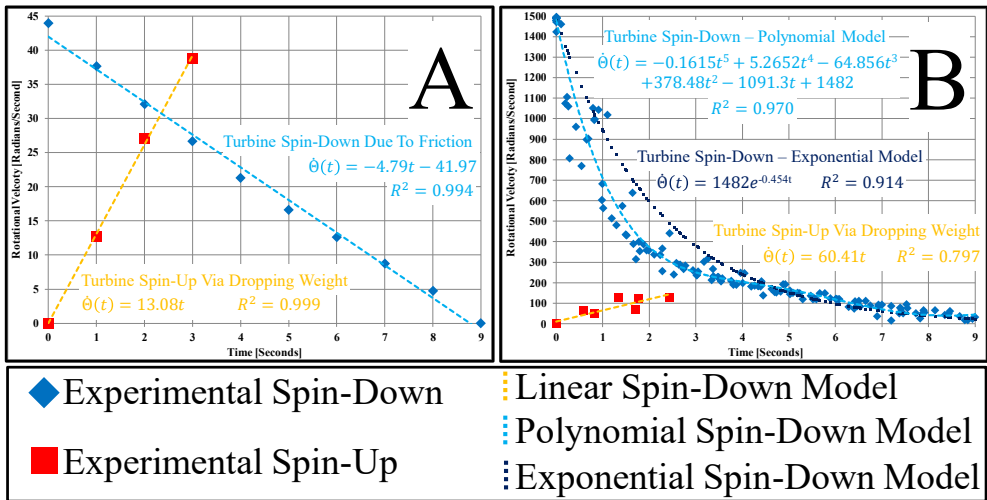 45
40
35
30
25
20
15
10
5
0
Rotational Velcoty [Radians/Second]
A
Turbine Spin-Down Due To Friction
Θ̇(t) = −4.79t − 41.97
R² = 0.994
Turbine Spin-Up Via Dropping Weight
Θ̇(t) = 13.08t R² = 0.999
0 1 2 3 4 5 6 7 8 9
Time [Seconds]
1500
1400
1300
1200
1100
1000
900
800
700
600
500
400
300
200
100
0
Rotational Velcoty [Radians/Second]
B
Turbine Spin-Down – Polynomial Model
Θ̇(t) = −0.1615t⁵ + 5.2652t⁴ − 64.856t³
+378.48t² − 1091.3t + 1482
R² = 0.970
Turbine Spin-Down – Exponential Model
Θ̇(t) = 1482e^-0.454t R² = 0.914
Turbine Spin-Up Via Dropping Weight
Θ̇(t) = 60.41t R² = 0.797
0 1 2 3 4 5 6 7 8 9
Time [Seconds]
Experimental Spin-Down
Experimental Spin-Up
Linear Spin-Down Model
Polynomial Spin-Down Model
Exponential Spin-Down Model